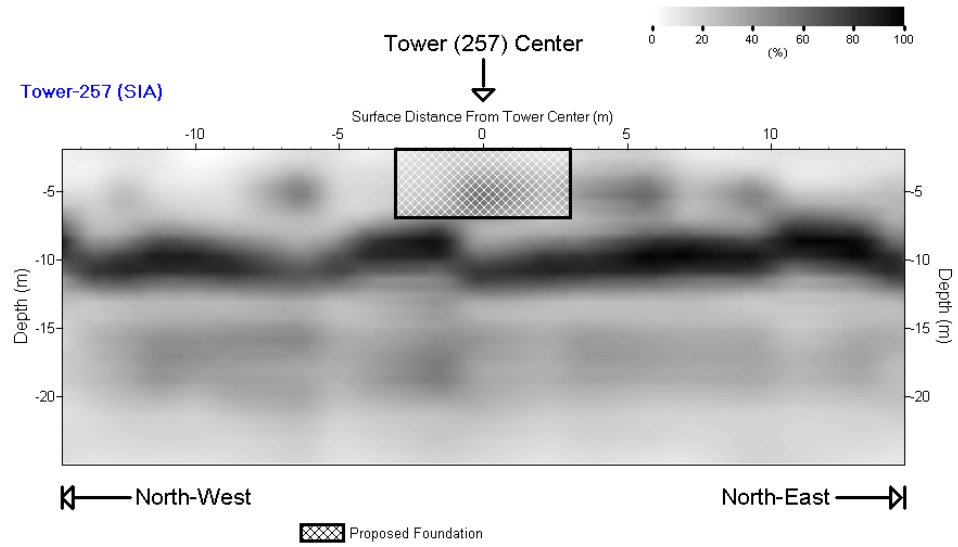 0 20 40 60 80 100
(%)
Tower (257) Center
Tower-257 (SIA)
Surface Distance From Tower Center (m)
-10 -5 0 5 10
-5 -5
-10 -10
Depth (m) Depth (m)
-15 -15
-20 -20
North-West North-East
Proposed Foundation